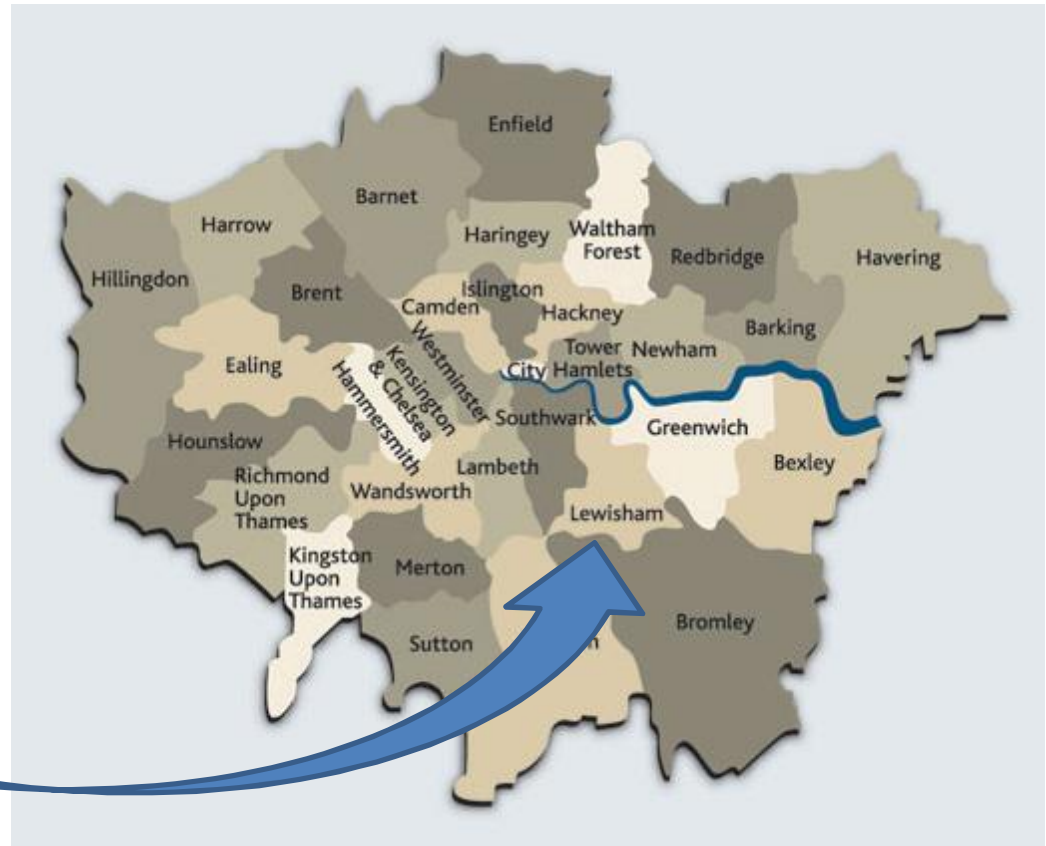 Enfield
Barnet
Harrow
Haringey
Waltham
Forest
Redbridge
Havering
Hillingdon
Brent
Islington
Camden
Hackney
Barking
Westminster
Tower
Hamlets
Newham
Ealing
Kensington
& Chelsea
City
Hammersmith
Southwark
Greenwich
Hounslow
Lambeth
Bexley
Richmond
Upon
Thames
Wandsworth
Lewisham
Kingston
Upon
Thames
Merton
Bromley
Sutton